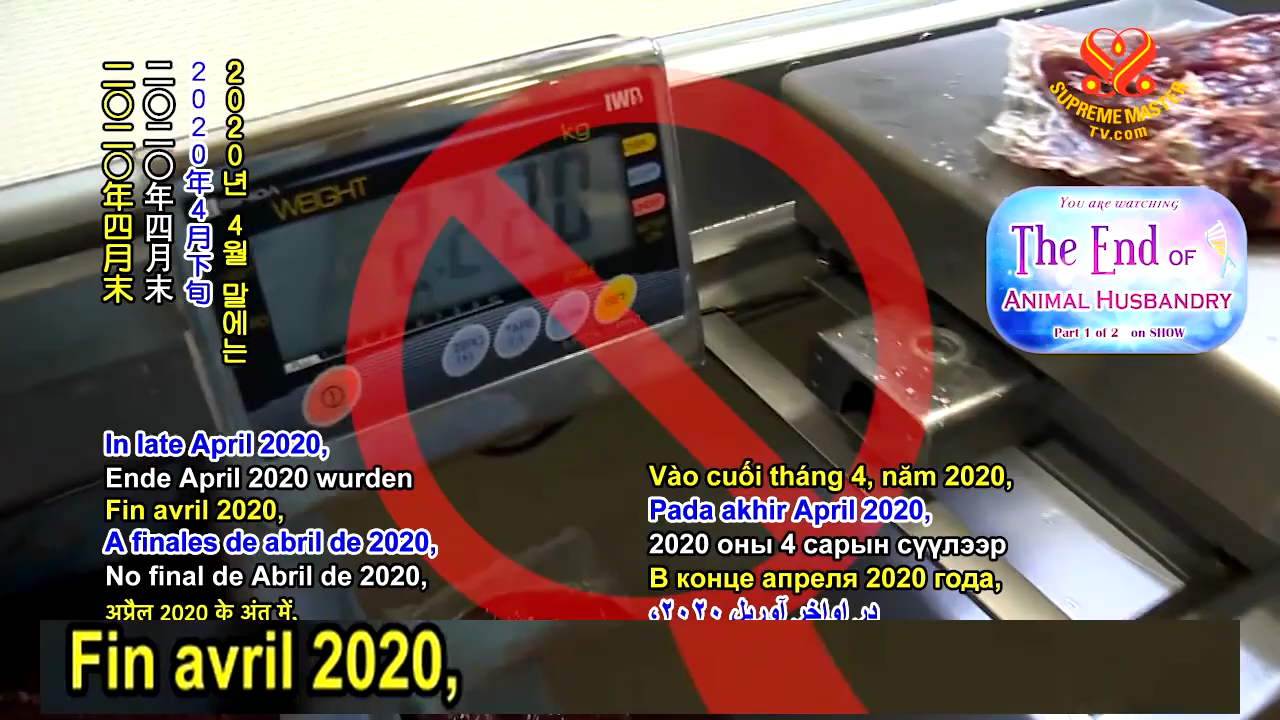 二〇二〇年四月末
二〇二〇年四月末
2020年4月下旬
2020년 4월 말에는
IWR
kg
WEIGHT
SUPREME MASTER
TV.com
YOU ARE WATCHING
The End OF
ANIMAL HUSBANDRY
Part 1 of 2 on SHOW
In late April 2020,
Ende April 2020 wurden
Fin avril 2020,
A finales de abril de 2020,
No final de Abril de 2020,
अप्रैल 2020 के अंत में,
Vào cuối tháng 4, năm 2020,
Pada akhir April 2020,
2020 оны 4 сарын сүүлээр
В конце апреля 2020 года,
در اواخر آوریل ۲۰۲۰،
Fin avril 2020,